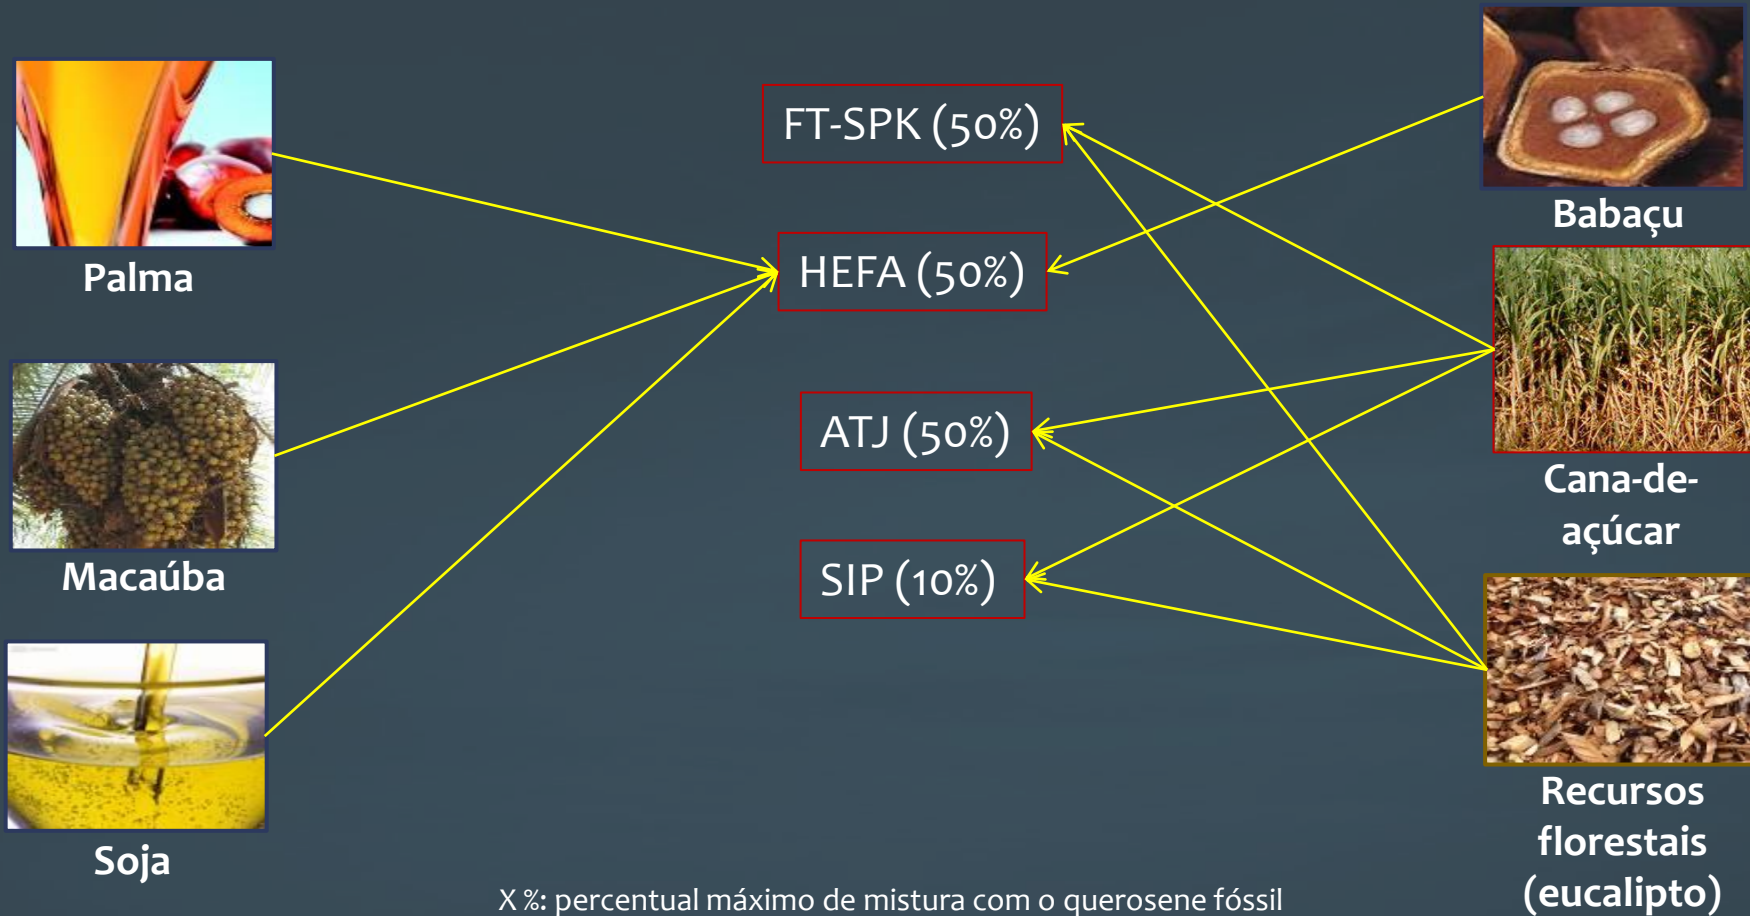 Palma
Macaúba
Soja
FT-SPK (50%)
HEFA (50%)
ATJ (50%)
SIP (10%)
Babaçu
Cana-de-
açúcar
Recursos
florestais
(eucalipto)
X %: percentual máximo de mistura com o querosene fóssil